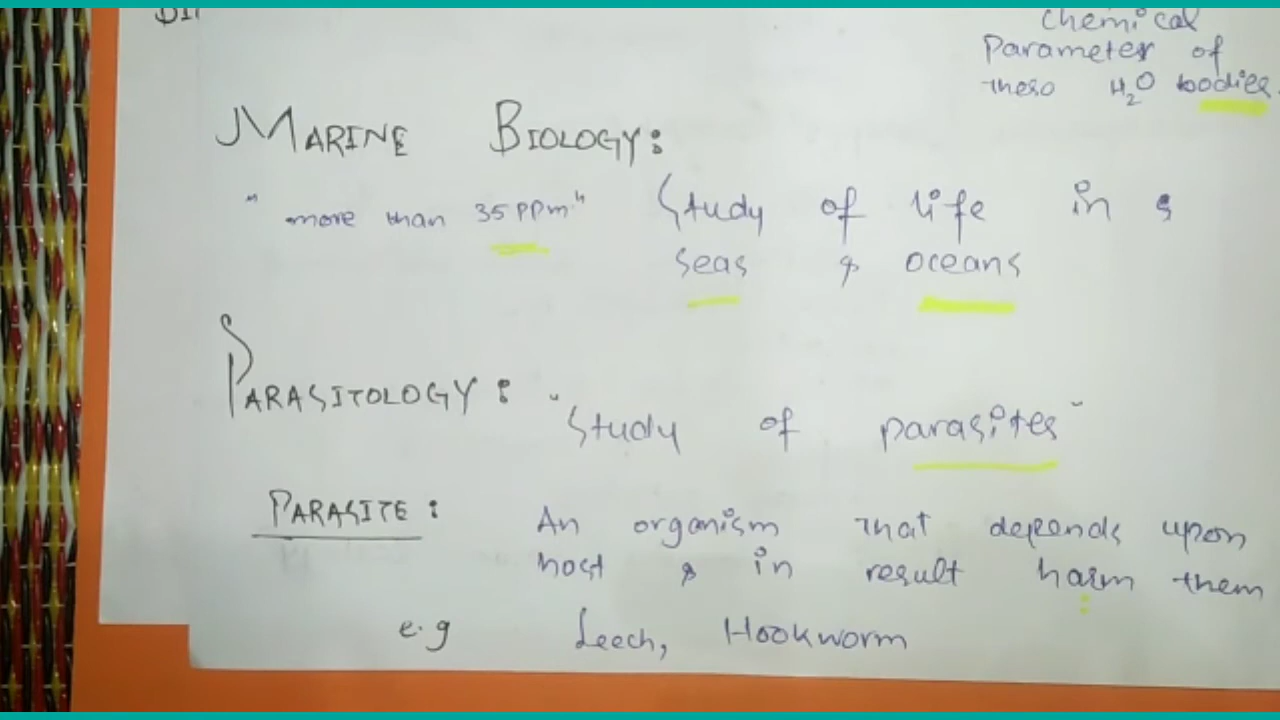 chemical
Parameter of
these H₂O bodies.
MARINE BIOLOGY:
"more than 35 ppm" Study of life in s
seas & oceans
PARASITOLOGY: "Study of parasites"
PARASITE: An organism that depends upon
host & in result harm them
e.g Leech, Hookworm